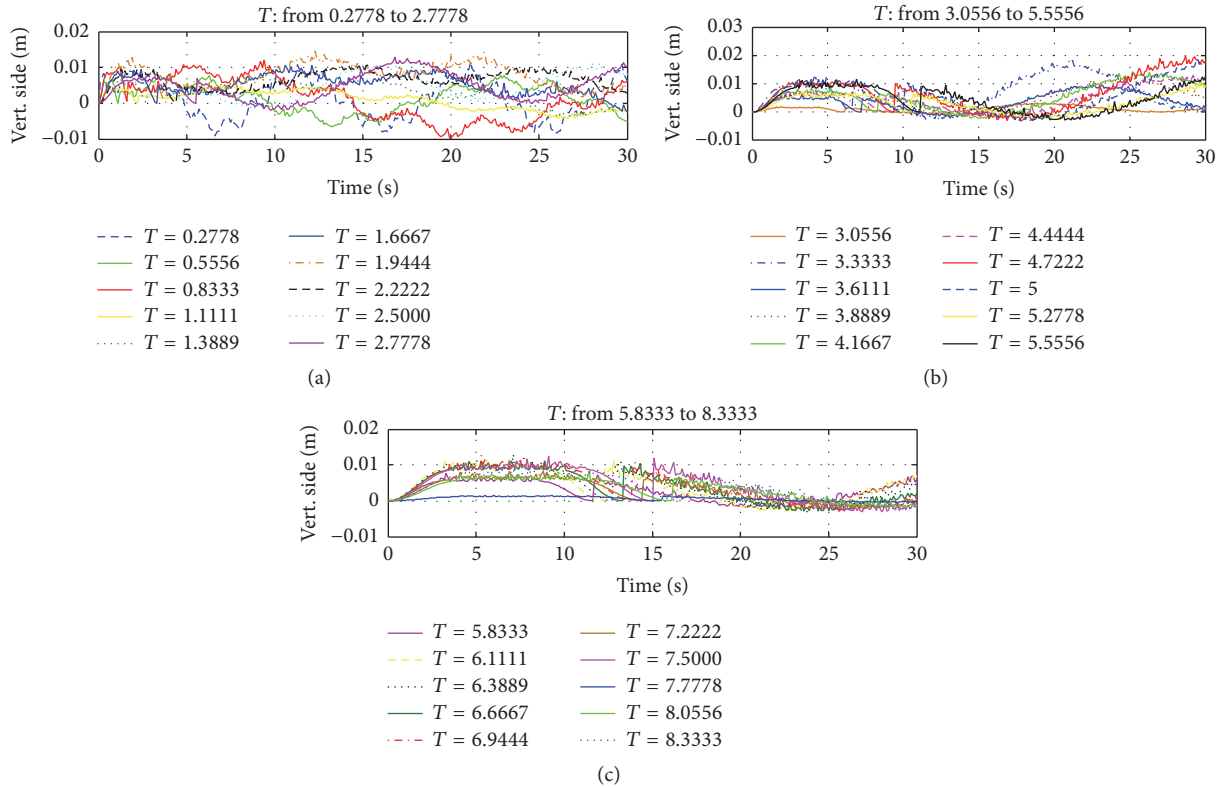 T: from 0.2778 to 2.7778
Vert. side (m)
0.02
0.01
0
−0.01
0 5 10 15 20 25 30
Time (s)
T = 0.2778
T = 0.5556
T = 0.8333
T = 1.1111
T = 1.3889
T = 1.6667
T = 1.9444
T = 2.2222
T = 2.5000
T = 2.7778
(a)
T: from 3.0556 to 5.5556
Vert. side (m)
0.03
0.02
0.01
0
0.01
0 5 10 15 20 25 30
Time (s)
T = 3.0556
T = 3.3333
T = 3.6111
T = 3.8889
T = 4.1667
T = 4.4444
T = 4.7222
T = 5
T = 5.2778
T = 5.5556
(b)
T: from 5.8333 to 8.3333
Vert. side (m)
0.02
0.01
0
−0.01
0 5 10 15 20 25 30
Time (s)
T = 5.8333
T = 6.1111
T = 6.3889
T = 6.6667
T = 6.9444
T = 7.2222
T = 7.5000
T = 7.7778
T = 8.0556
T = 8.3333
(c)